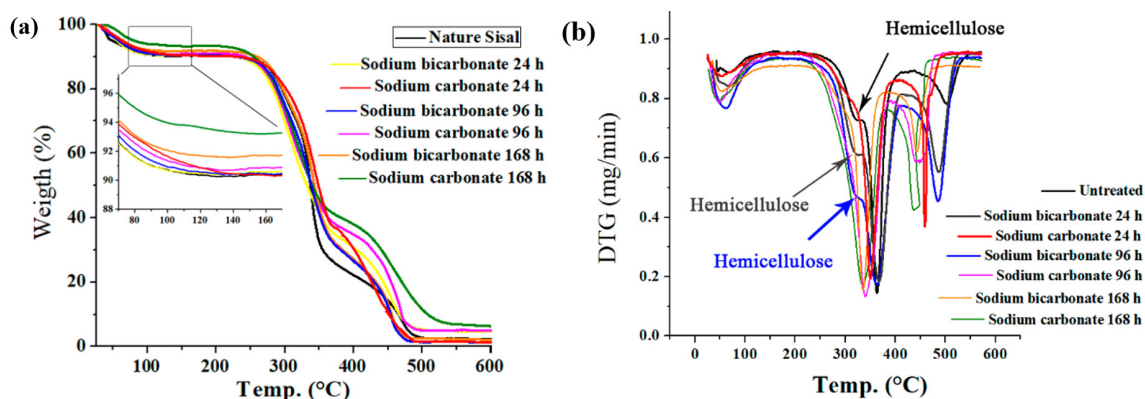 (a)
100
80
60
40
20
0
Weigth (%)
100
200
300
400
500
600
Temp. (°C)
Nature Sisal
Sodium bicarbonate 24 h
Sodium carbonate 24 h
Sodium bicarbonate 96 h
Sodium carbonate 96 h
Sodium bicarbonate 168 h
Sodium carbonate 168 h
96
94
92
90
88
80
100
120
140
160
(b)
1.0
0.8
0.6
0.4
0.2
0.0
DTG (mg/min)
0
100
200
300
400
500
600
Temp. (°C)
Hemicellulose
Hemicellulose
Hemicellulose
Untreated
Sodium bicarbonate 24 h
Sodium carbonate 24 h
Sodium bicarbonate 96 h
Sodium carbonate 96 h
Sodium bicarbonate 168 h
Sodium carbonate 168 h